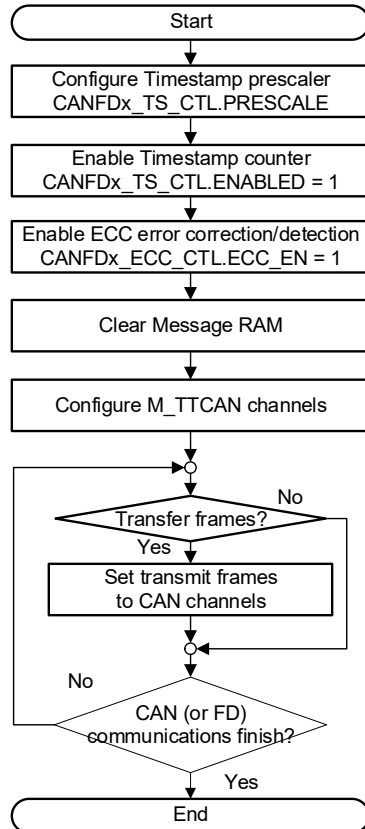 Start
Configure Timestamp prescaler
CANFDx_TS_CTL.PRESCALE
Enable Timestamp counter
CANFDx_TS_CTL.ENABLED = 1
Enable ECC error correction/detection
CANFDx_ECC_CTL.ECC_EN = 1
Clear Message RAM
Configure M_TTCAN channels
No
Transfer frames?
Yes
Set transmit frames
to CAN channels
No
CAN (or FD)
communications finish?
Yes
End